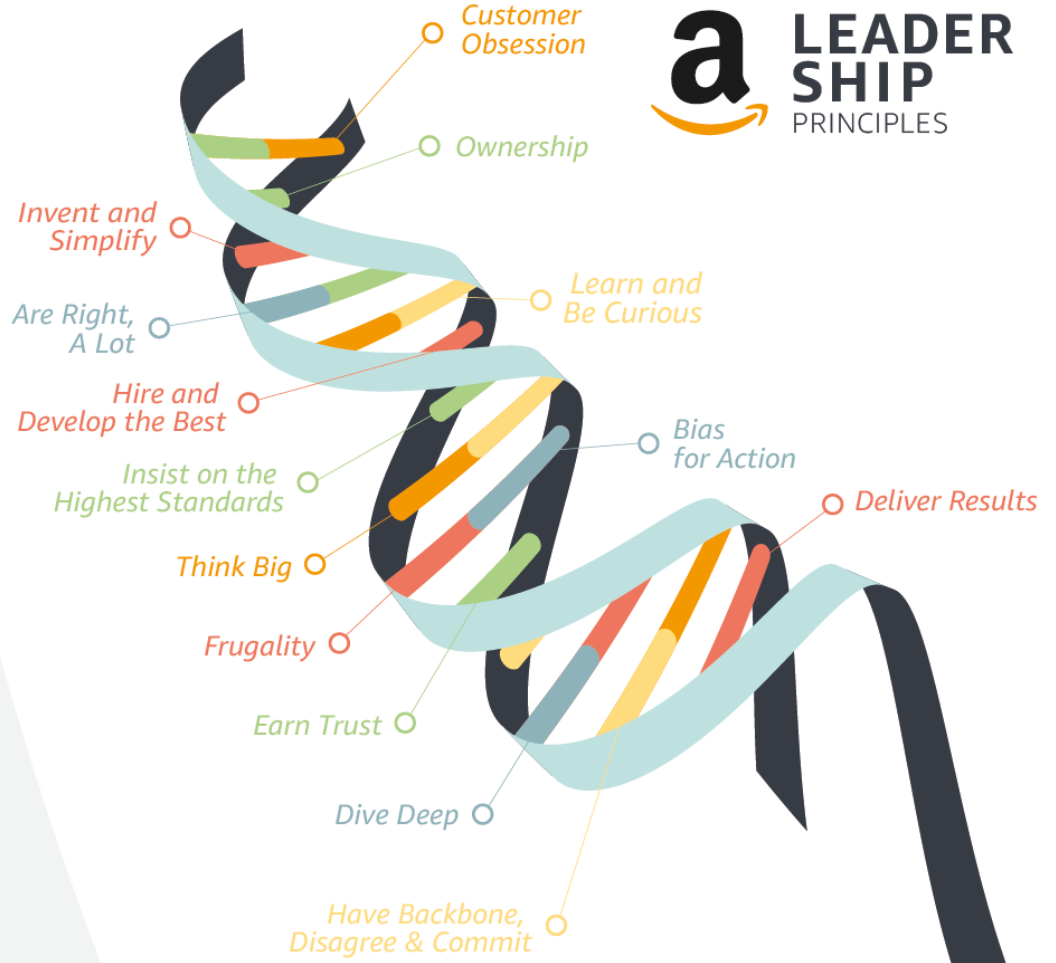 Customer
Obsession
a
LEADER
SHIP
PRINCIPLES
Ownership
Invent and
Simplify
Are Right,
A Lot
Learn and
Be Curious
Hire and
Develop the Best
Bias
for Action
Insist on the
Highest Standards
Deliver Results
Think Big
Frugality
Earn Trust
Dive Deep
Have Backbone,
Disagree & Commit